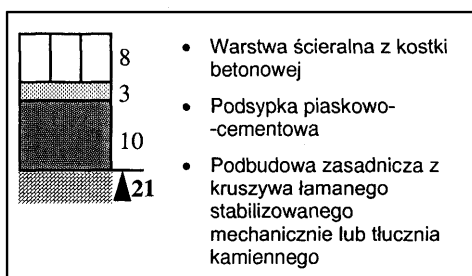 8
3
10
21
• Warstwa ścieralna z kostki
betonowej
• Podsypka piaskowo-
-cementowa
• Podbudowa zasadnicza z
kruszywa łamanego
stabilizowanego
mechanicznie lub tłucznia
kamiennego